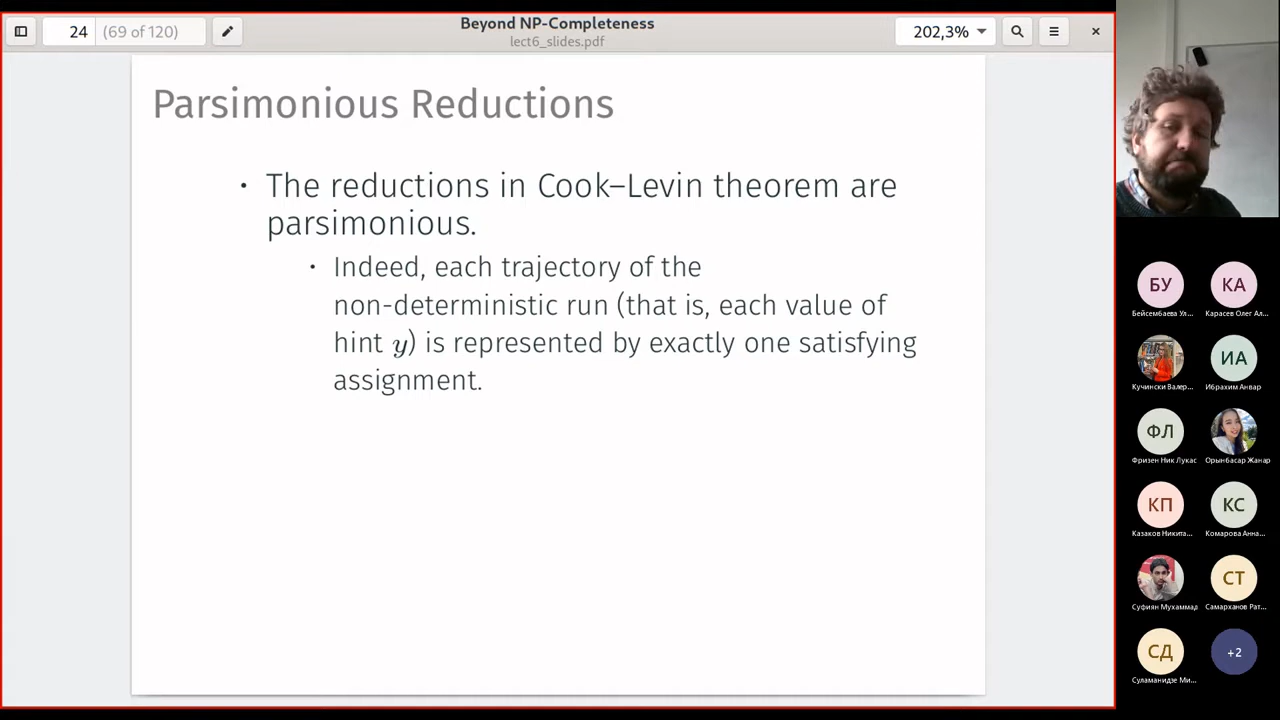 24 (69 of 120)
Beyond NP-Completeness
lect6_slides.pdf
202,3%
Parsimonious Reductions
• The reductions in Cook–Levin theorem are
parsimonious.
• Indeed, each trajectory of the
non-deterministic run (that is, each value of
hint y) is represented by exactly one satisfying
assignment.
БУ КА
Бейсембаева Ул... Карасев Олег Ал...
ИА
Кучински Валер... Ибрахим Анвар
ФЛ
Фризен Ник Лукас Орынбасар Жанар
КП КС
Казаков Никита... Комарова Анна...
СТ
Суфиян Мухаммад Самарханов Рат...
СД +2
Суламанидзе Ми...